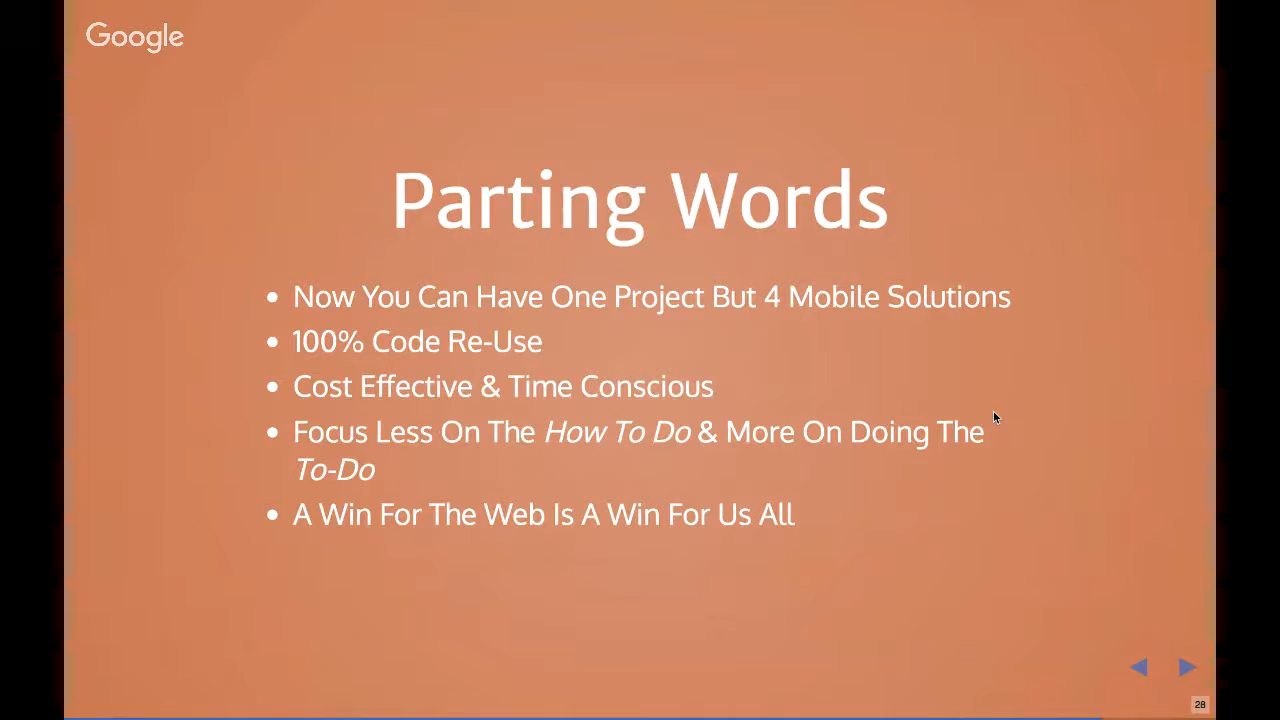 Google
Parting Words
• Now You Can Have One Project But 4 Mobile Solutions
• 100% Code Re-Use
• Cost Effective & Time Conscious
• Focus Less On The How To Do & More On Doing The
To-Do
• A Win For The Web Is A Win For Us All
28